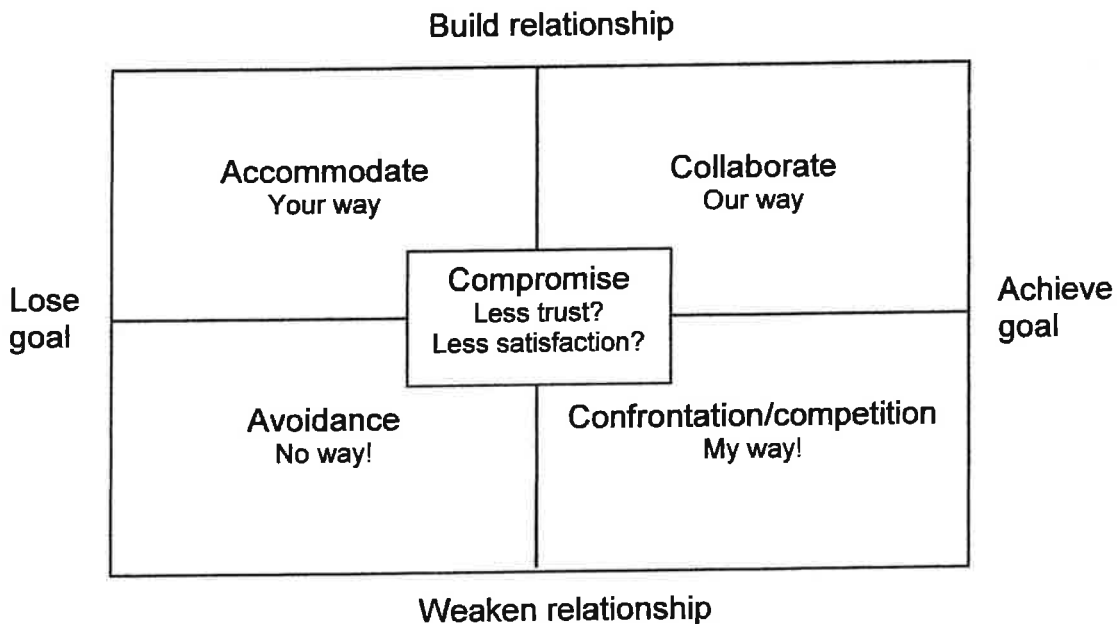 Build relationship
Accommodate
Your way
Collaborate
Our way
Lose
goal
Compromise
Less trust?
Less satisfaction?
Achieve
goal
Avoidance
No way!
Confrontation/competition
My way!
Weaken relationship